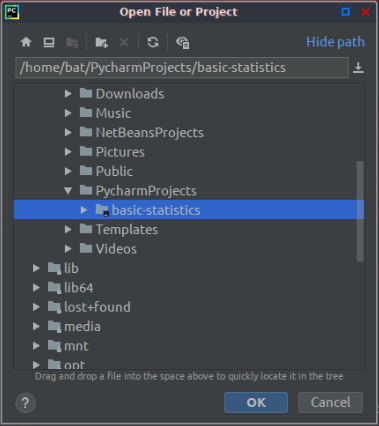 PC
Open File or Project
Hide path
/home/bat/PycharmProjects/basic-statistics
Downloads
Music
NetBeansProjects
Pictures
Public
PycharmProjects
basic-statistics
Templates
Videos
lib
lib64
lost+found
media
mnt
opt
Drag and drop a file into the space above to quickly locate it in the tree
?
OK
Cancel